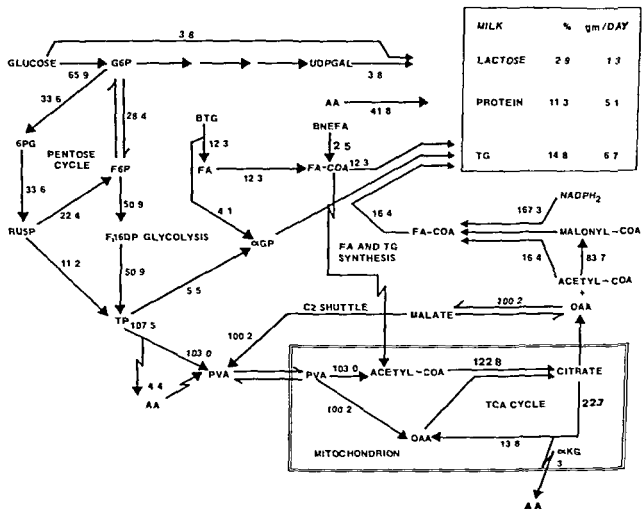 3.8
GLUCOSE G6P UDPGAL
65.9 3.8
33.6 28.4
6PG
PENTOSE
CYCLE
F6P
33.6 22.4 50.9
RUSP
F,16DP GLYCOLYSIS
11.2 50.9
TP
107.5
103.0
4.4
AA
PVA
BTG
12.3
FA
12.3
4.1
αGP
5.5
AA
41.8
BNEFA
2.5
FA-COA
12.3
FA AND TG
SYNTHESIS
16.4
FA-COA
MILK % gm/DAY
LACTOSE 2.9 1.3
PROTEIN 11.3 5.1
TG 14.8 6.7
NADPH2
167.3
MALONYL-COA
16.4 83.7
ACETYL-COA
+
OAA
C2 SHUTTLE MALATE 100.2
100.2
PVA 103.0 ACETYL-COA 122.8 CITRATE
100.2
TCA CYCLE
22.7
OAA
13.8
MITOCHONDRION
αKG
3
AA